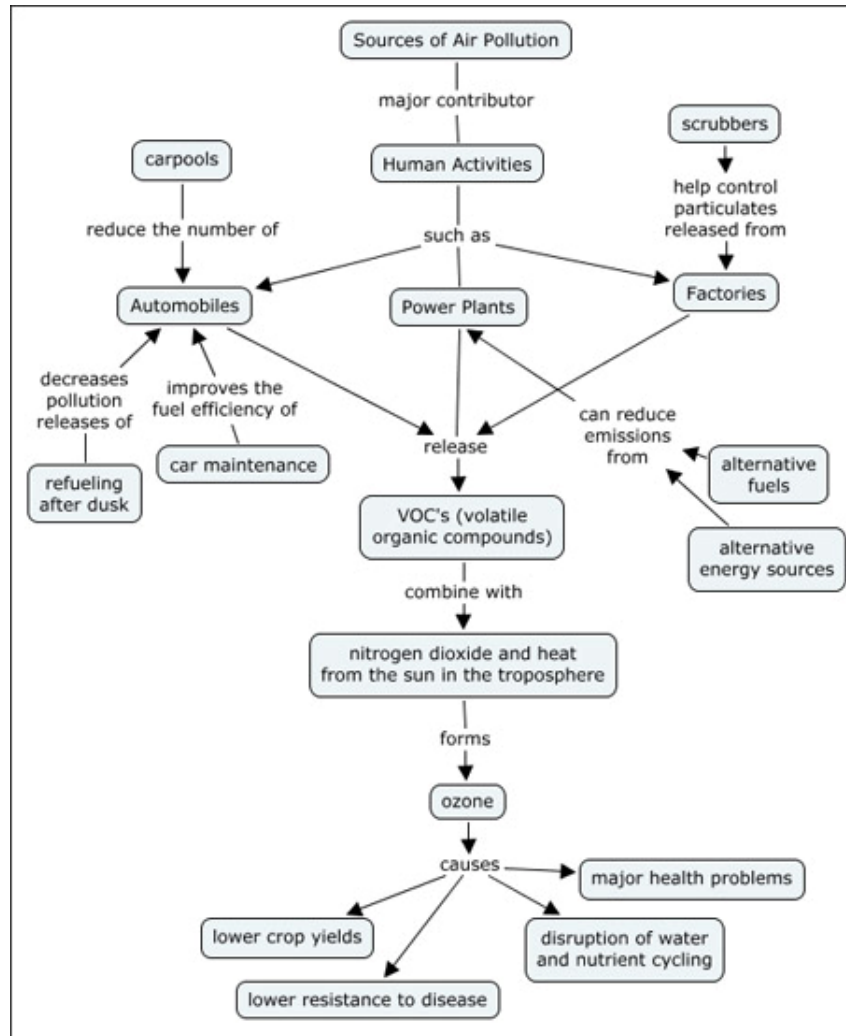 Sources of Air Pollution
major contributor
scrubbers
carpools
Human Activities
help control
particulates
released from
reduce the number of
such as
Automobiles
Power Plants
Factories
decreases
pollution
releases of
improves the
fuel efficiency of
can reduce
emissions
from
release
refueling
after dusk
car maintenance
alternative
fuels
VOC's (volatile
organic compounds)
alternative
energy sources
combine with
nitrogen dioxide and heat
from the sun in the troposphere
forms
ozone
causes
major health problems
lower crop yields
disruption of water
and nutrient cycling
lower resistance to disease